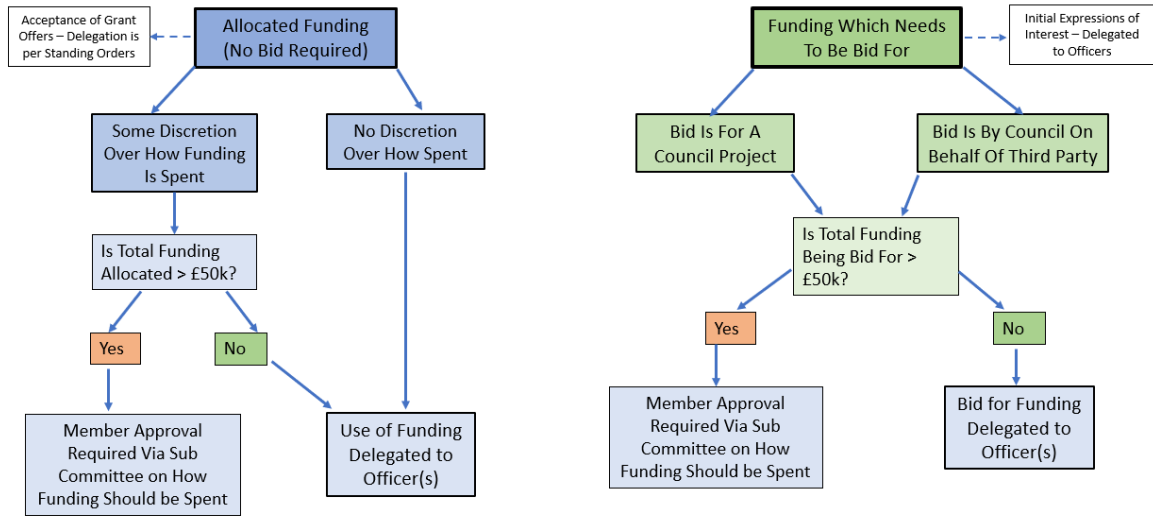 Acceptance of Grant
Offers – Delegation is
per Standing Orders
Allocated Funding
(No Bid Required)
Some Discretion
Over How Funding
Is Spent
No Discretion
Over How Spent
Is Total Funding
Allocated > £50k?
Yes
No
Member Approval
Required Via Sub
Committee on How
Funding Should be Spent
Use of Funding
Delegated to
Officer(s)
Funding Which Needs
To Be Bid For
Initial Expressions of
Interest – Delegated
to Officers
Bid Is For A
Council Project
Bid Is By Council On
Behalf Of Third Party
Is Total Funding
Being Bid For >
£50k?
Yes
No
Member Approval
Required Via Sub
Committee on How
Funding Should be Spent
Bid for Funding
Delegated to
Officer(s)